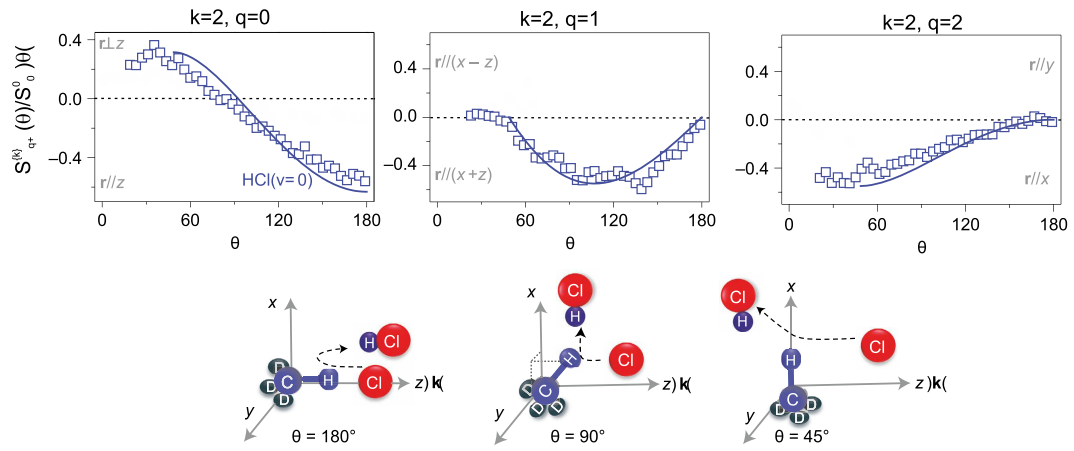 k=2, q=0
k=2, q=1
k=2, q=2
S{k}q+ (θ)/S00 )θ(
0.4
0.0
−0.4
r⊥z
r//z
HCl(v=0)
0
60
120
180
θ
0.4
0.0
−0.4
r//(x − z)
r//(x+z)
0
60
120
180
θ
0.4
0.0
−0.4
r//y
r//x
0
60
120
180
θ
x
H
Cl
D
C
H
Cl
z)k(
D
D
y
θ = 180°
Cl
x
H
H
Cl
D
C
z)k(
D
D
y
θ = 90°
x
Cl
H
Cl
H
z)k(
C
D
D
D
y
θ = 45°